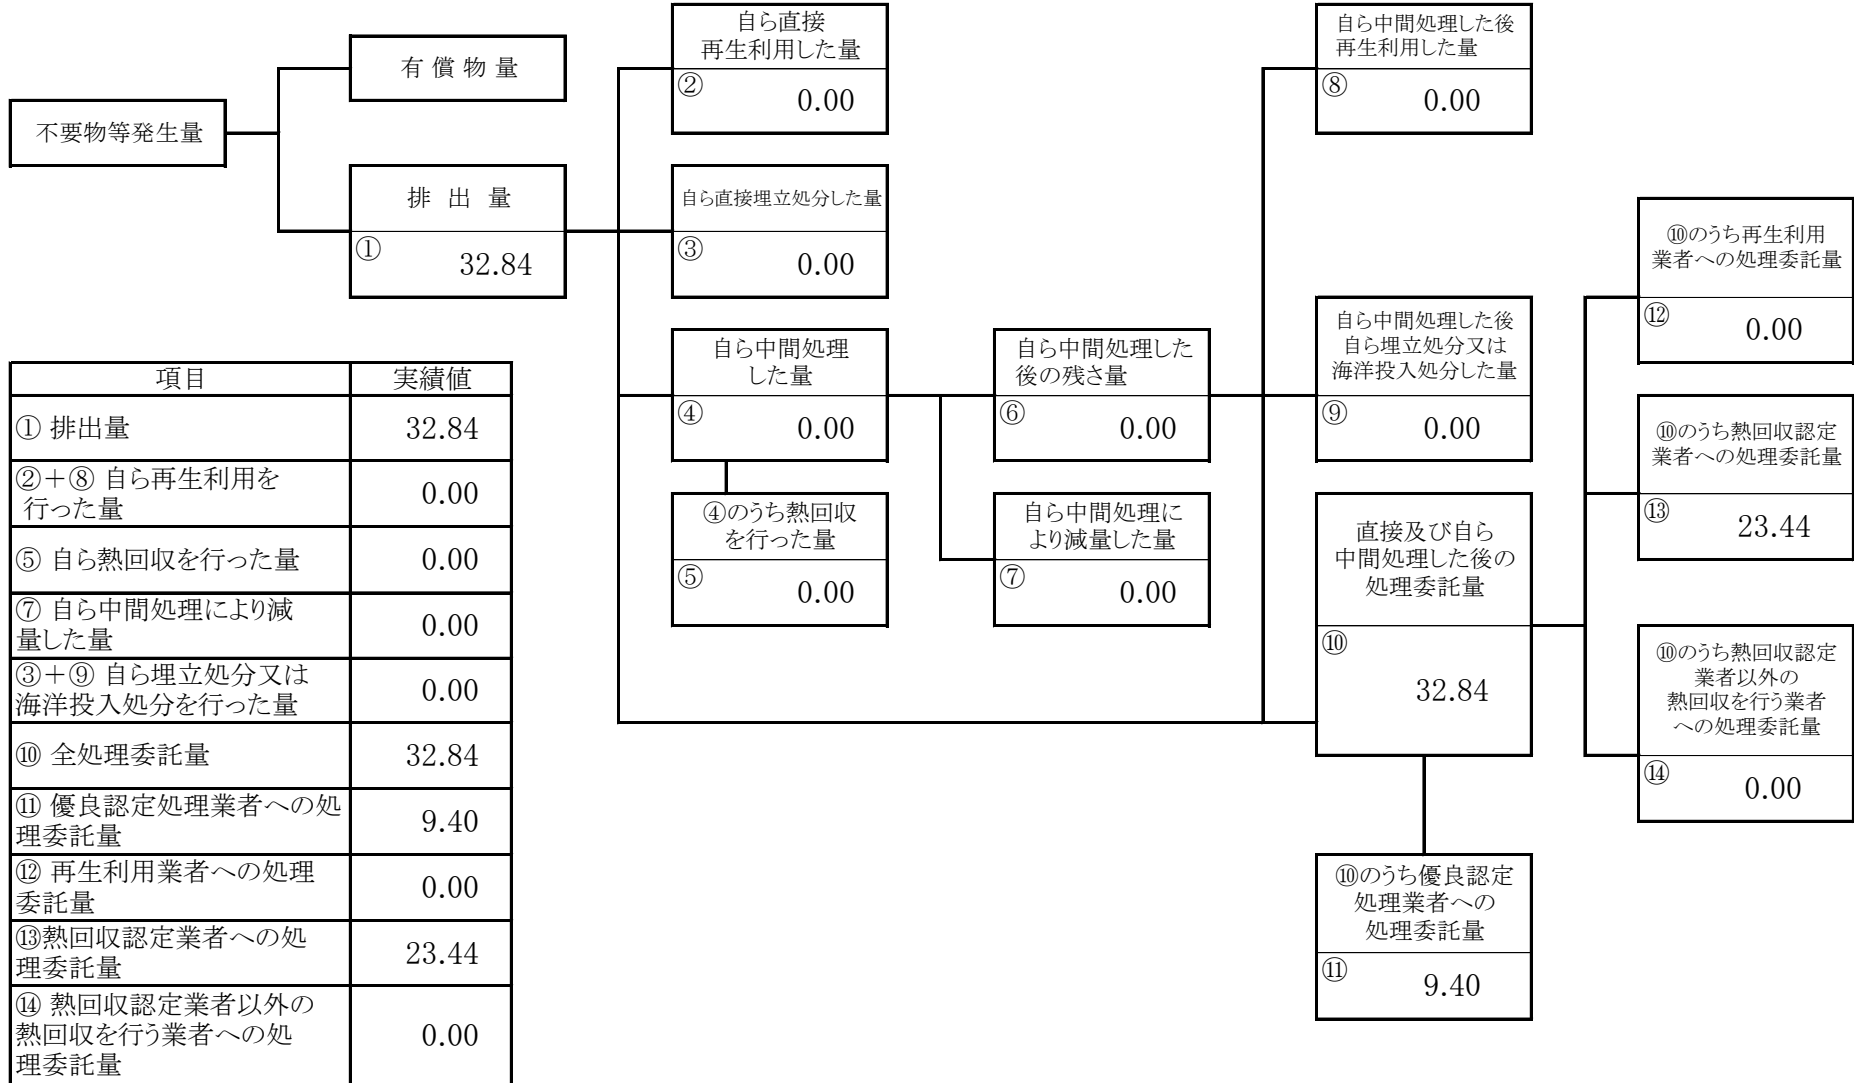 不要物等発生量
有 償 物 量
排 出 量
①
32.84
自ら直接
再生利用した量
②
0.00
自ら直接埋立処分した量
③
0.00
自ら中間処理
した量
④
0.00
④のうち熱回収
を行った量
⑤
0.00
自ら中間処理した
後の残さ量
⑥
0.00
自ら中間処理に
より減量した量
⑦
0.00
自ら中間処理した後
再生利用した量
⑧
0.00
自ら中間処理した後
自ら埋立処分又は
海洋投入処分した量
⑨
0.00
直接及び自ら
中間処理した後の
処理委託量
⑩
32.84
⑩のうち優良認定
処理業者への
処理委託量
⑪
9.40
⑩のうち再生利用
業者への処理委託量
⑫
0.00
⑩のうち熱回収認定
業者への処理委託量
⑬
23.44
⑩のうち熱回収認定
業者以外の
熱回収を行う業者
への処理委託量
⑭
0.00
項目 実績値
① 排出量 32.84
②+⑧ 自ら再生利用を
行った量 0.00
⑤ 自ら熱回収を行った量 0.00
⑦ 自ら中間処理により減
量した量 0.00
③+⑨ 自ら埋立処分又は
海洋投入処分を行った量 0.00
⑩ 全処理委託量 32.84
⑪ 優良認定処理業者への処
理委託量 9.40
⑫ 再生利用業者への処理
委託量 0.00
⑬熱回収認定業者への処
理委託量 23.44
⑭ 熱回収認定業者以外の
熱回収を行う業者への処
理委託量 0.00